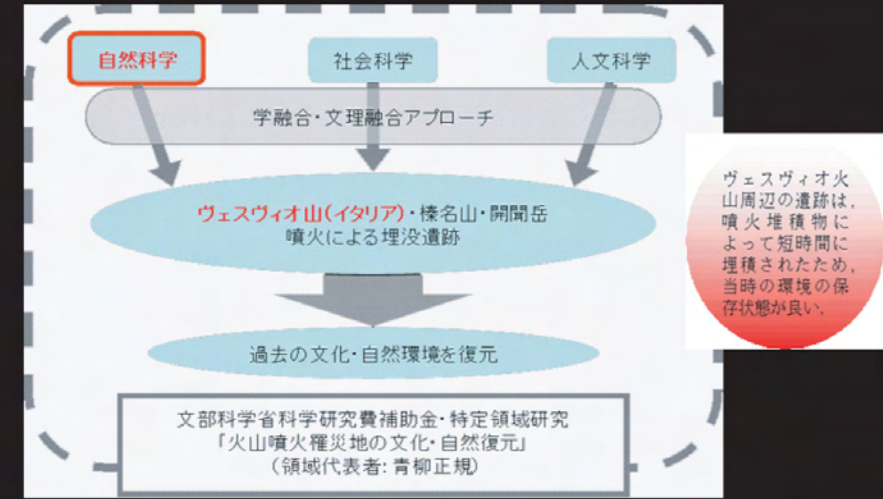 自然科学
社会科学
人文科学
学融合・文理融合アプローチ
ヴェスヴィオ山(イタリア)・榛名山・開聞岳
噴火による埋没遺跡
過去の文化・自然環境を復元
文部科学省科学研究費補助金・特定領域研究
「火山噴火罹災地の文化・自然復元」
(領域代表者: 青柳正規)
ヴェスヴィオ火
山周辺の遺跡は,
噴火堆積物に
よって短時間に
埋積されたため,
当時の環境の保
存状態が良い.